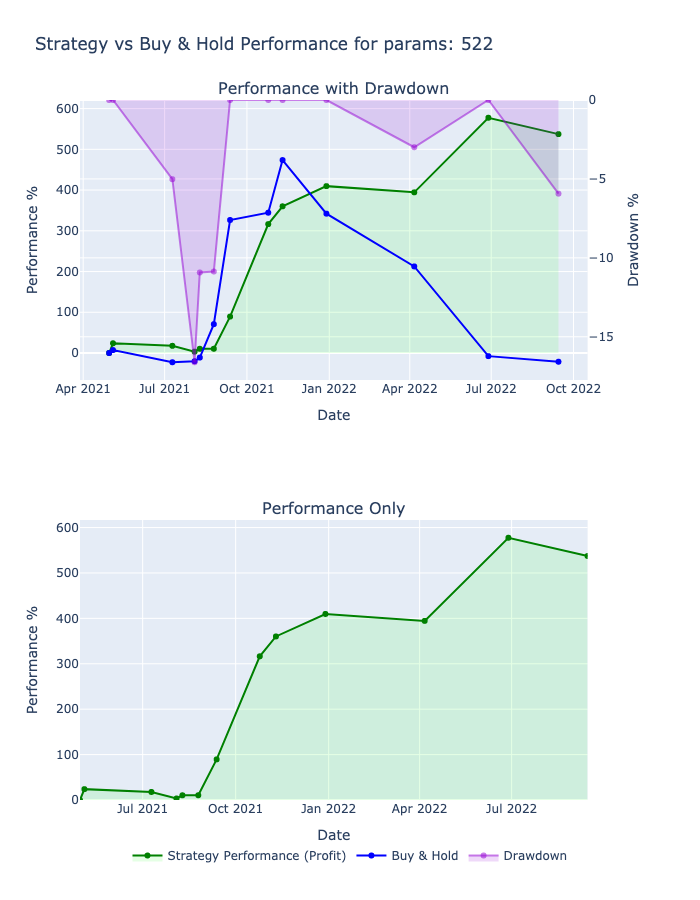 Strategy vs Buy & Hold Performance for params: 522
Performance with Drawdown
600
500
400
300
200
100
0
Performance %
0
−5
−10
−15
Drawdown %
Apr 2021 Jul 2021 Oct 2021 Jan 2022 Apr 2022 Jul 2022 Oct 2022
Date
Performance Only
600
500
400
300
200
100
0
Performance %
Jul 2021 Oct 2021 Jan 2022 Apr 2022 Jul 2022
Date
Strategy Performance (Profit) Buy & Hold Drawdown